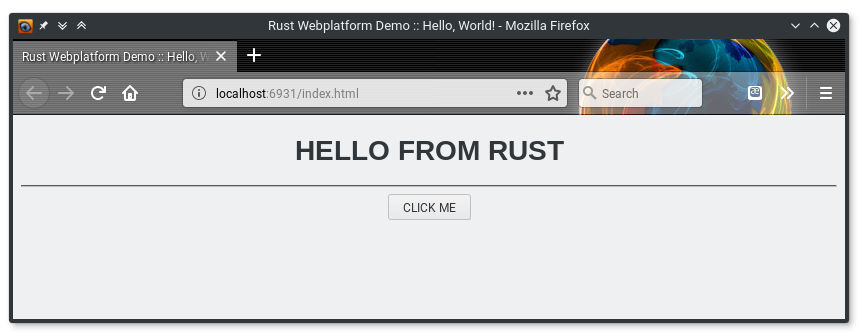 Rust Webplatform Demo :: Hello, World! - Mozilla Firefox
Rust Webplatform Demo :: Hello, W
localhost:6931/index.html
Search
HELLO FROM RUST
CLICK ME